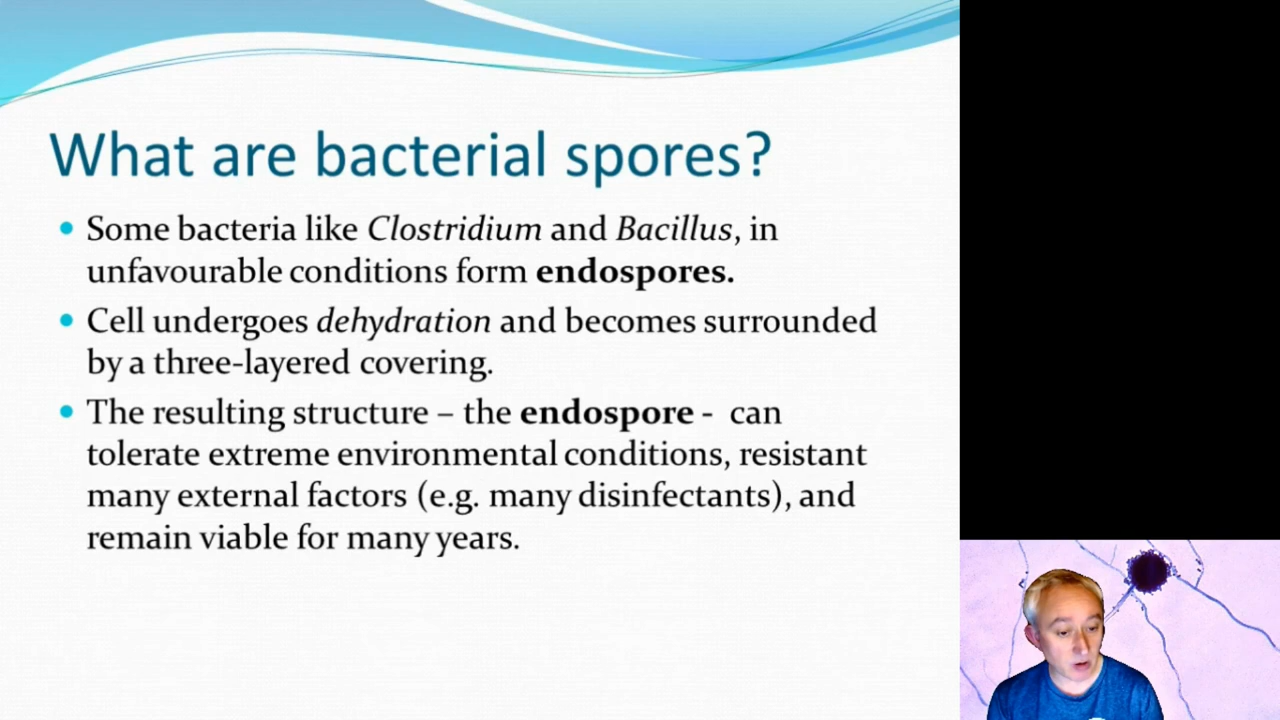 What are bacterial spores?
• Some bacteria like Clostridium and Bacillus, in
unfavourable conditions form endospores.
• Cell undergoes dehydration and becomes surrounded
by a three-layered covering.
• The resulting structure – the endospore - can
tolerate extreme environmental conditions, resistant
many external factors (e.g. many disinfectants), and
remain viable for many years.